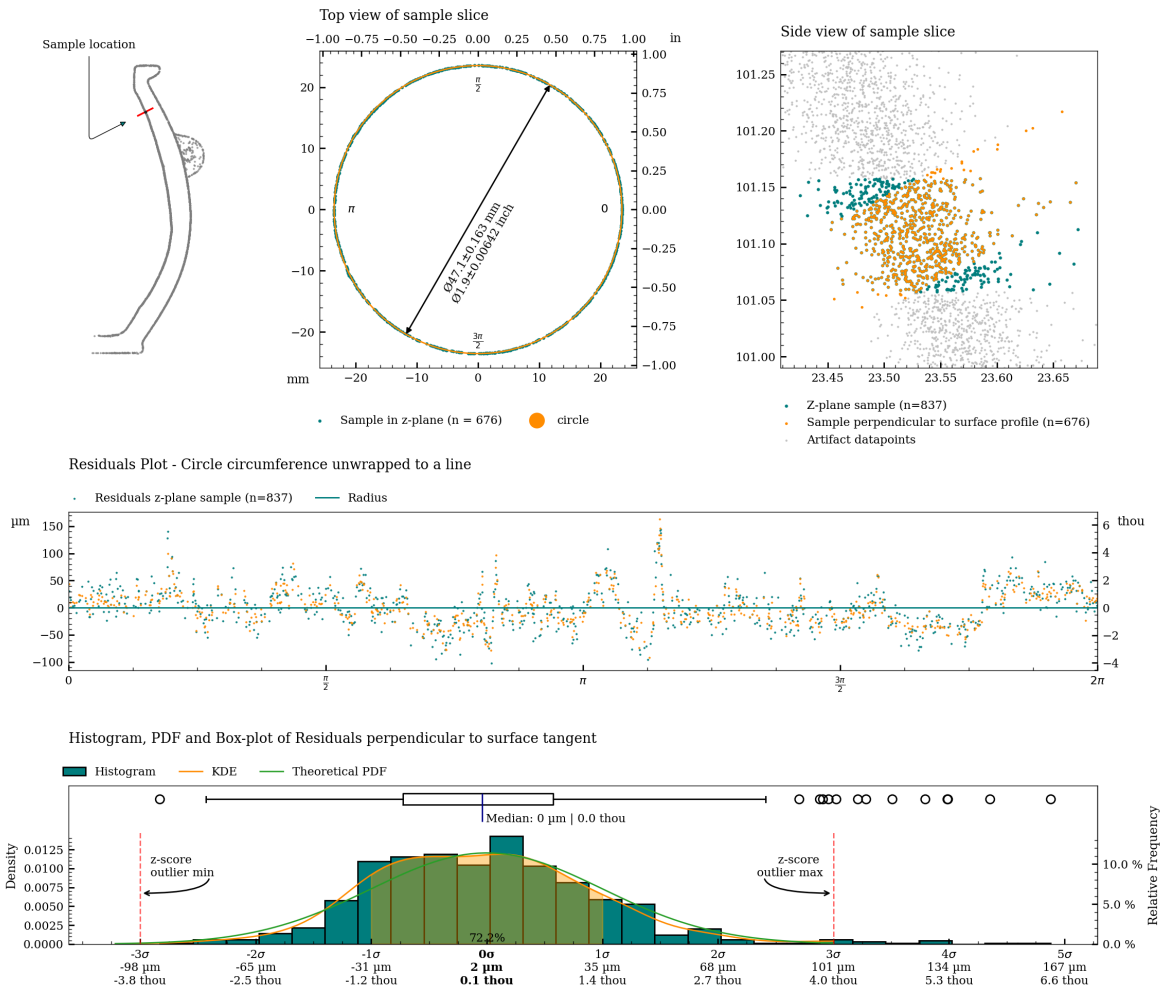 Top view of sample slice
Side view of sample slice
Sample location
−1.00 −0.75 −0.50 −0.25 0.00 0.25 0.50 0.75 1.00 in
1.00
0.75
0.50
0.25
0.00
−0.25
−0.50
−0.75
−1.00
20
10
0
−10
−20
mm
−20 −10 0 10 20
π/2
π
0
3π/2
Ø47.1±0.163 mm
Ø1.9±0.00642 inch
Sample in z-plane (n = 676)
circle
101.25
101.20
101.15
101.10
101.05
101.00
23.45 23.50 23.55 23.60 23.65
Z-plane sample (n=837)
Sample perpendicular to surface profile (n=676)
Artifact datapoints
Residuals Plot - Circle circumference unwrapped to a line
Residuals z-plane sample (n=837)
Radius
µm
150
100
50
0
−50
−100
thou
6
4
2
0
−2
−4
0 π/2 π 3π/2 2π
Histogram, PDF and Box-plot of Residuals perpendicular to surface tangent
Histogram
KDE
Theoretical PDF
Median: 0 µm | 0.0 thou
z-score
outlier min
z-score
outlier max
Density
0.0125
0.0100
0.0075
0.0050
0.0025
0.0000
Relative Frequency
10.0 %
5.0 %
0.0 %
72.2%
-3σ -2σ -1σ 0σ 1σ 2σ 3σ 4σ 5σ
-98 µm -65 µm -31 µm 2 µm 35 µm 68 µm 101 µm 134 µm 167 µm
-3.8 thou -2.5 thou -1.2 thou 0.1 thou 1.4 thou 2.7 thou 4.0 thou 5.3 thou 6.6 thou